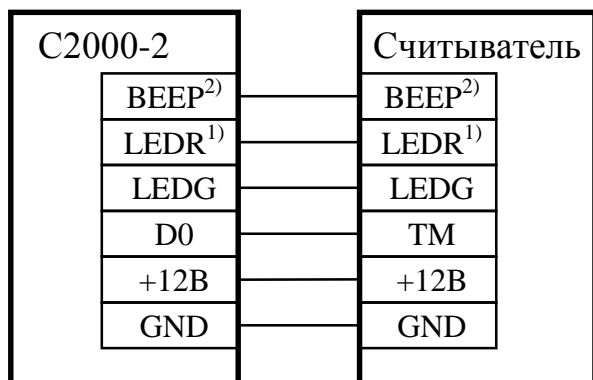 С2000-2 Считыватель
BEEP2) BEEP2)
LEDR1) LEDR1)
LEDG LEDG
D0 TM
+12В +12В
GND GND